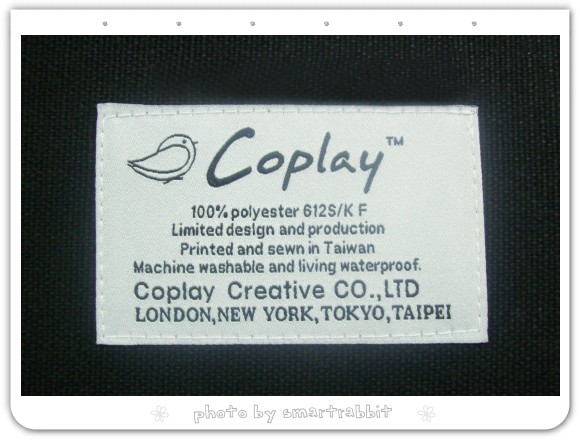 Coplay™
100% polyester 612S/K F
Limited design and production
Printed and sewn in Taiwan
Machine washable and living waterproof.
Coplay Creative CO.,LTD
LONDON,NEW YORK,TOKYO,TAIPEI
photo by smartrabbit